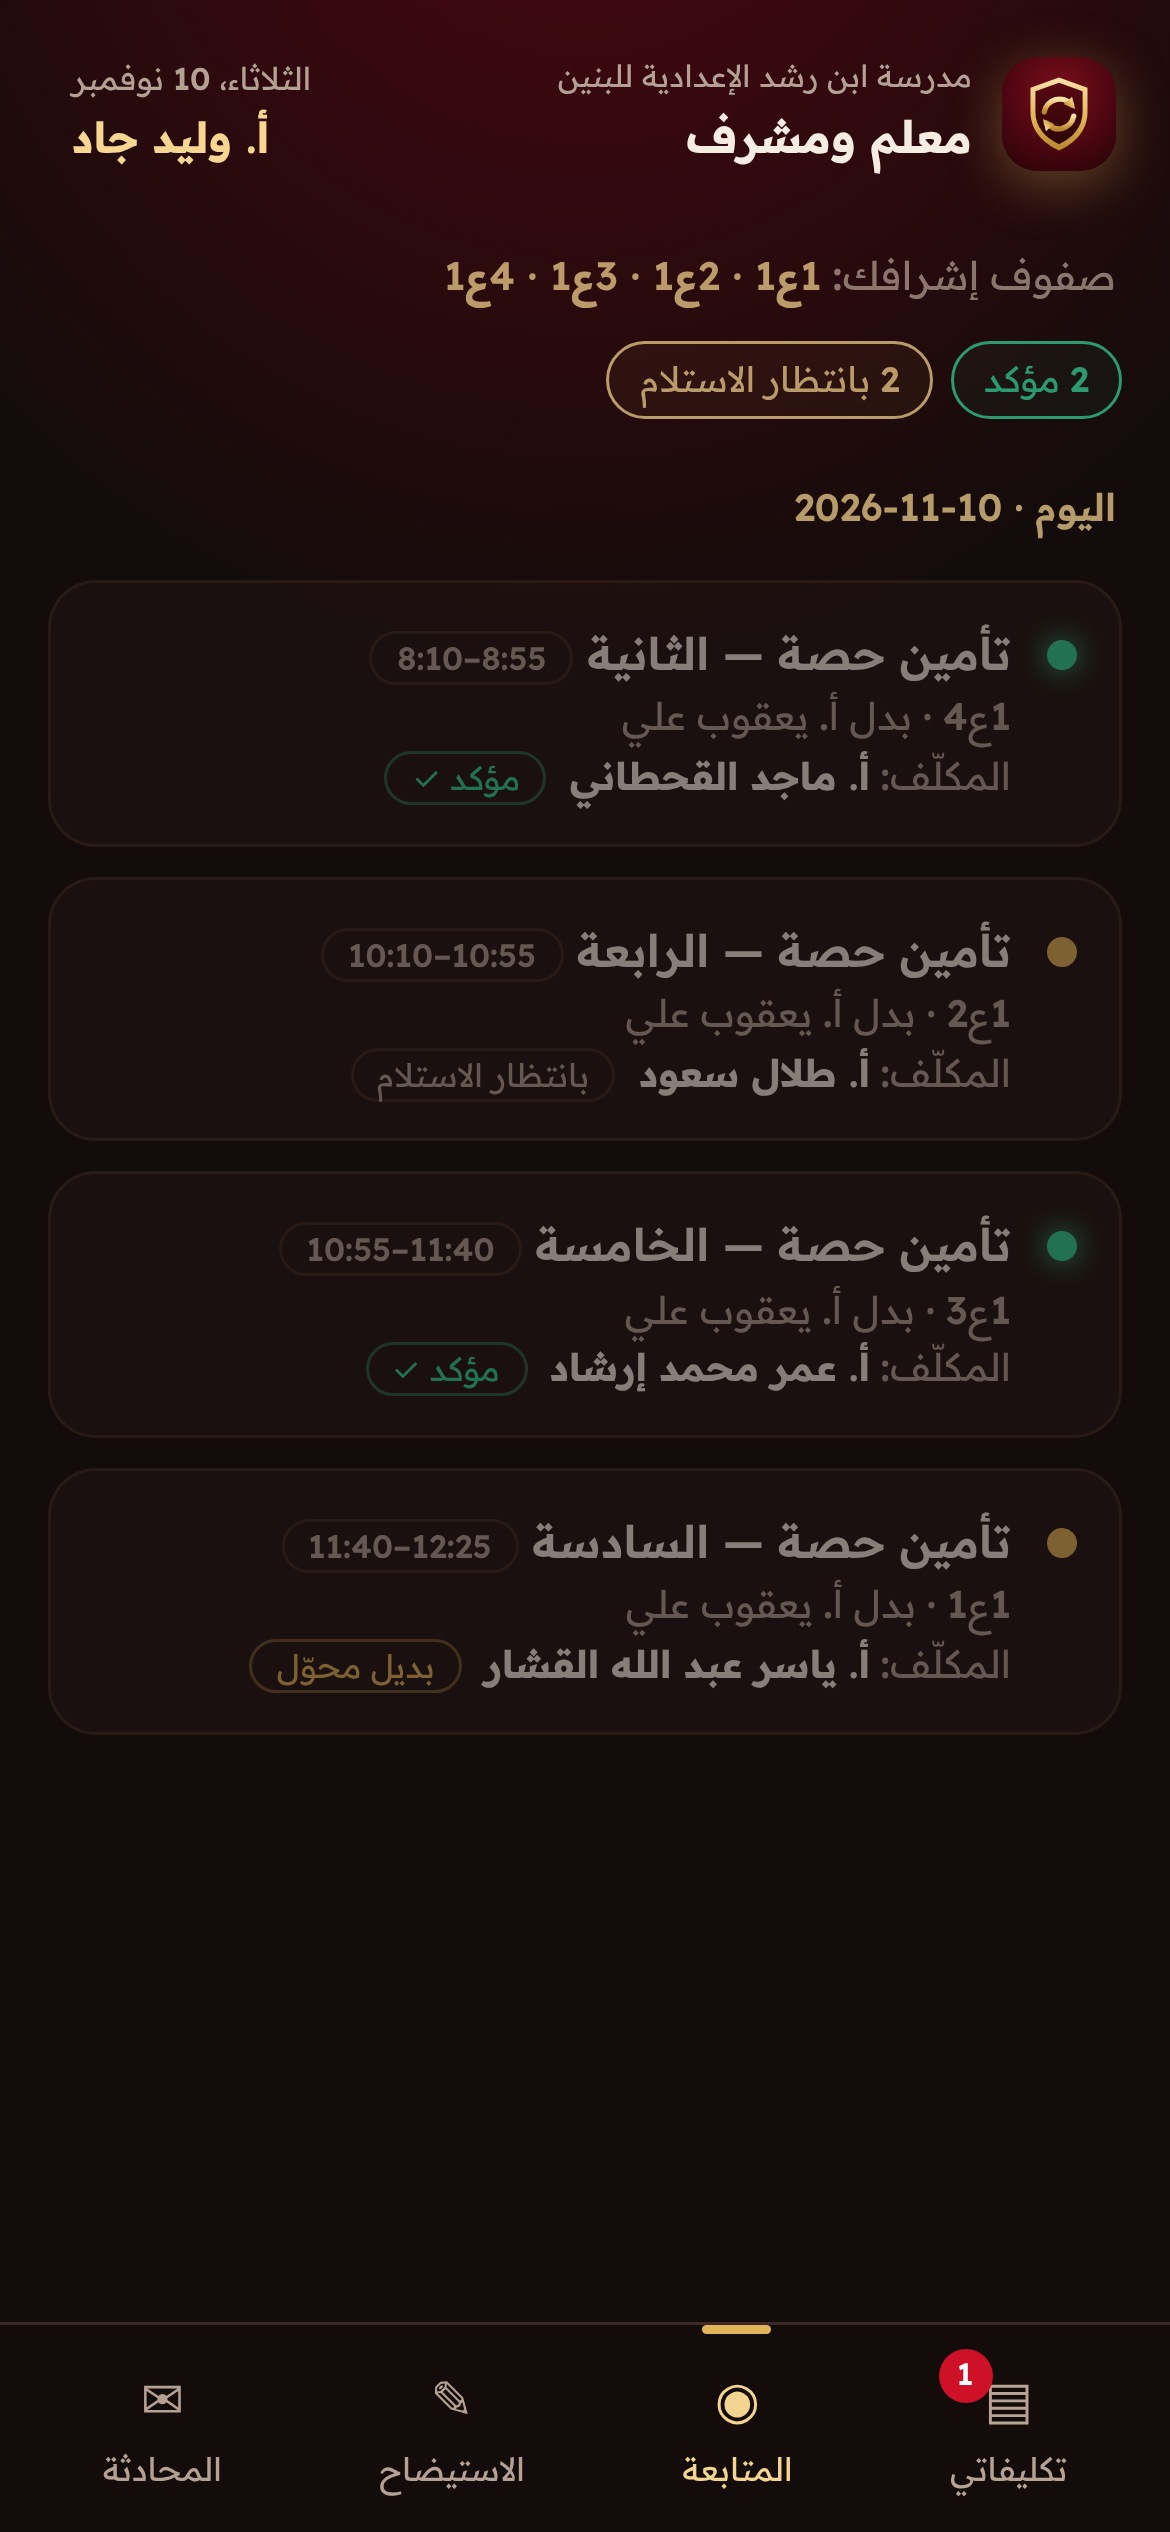 مدرسة ابن رشد الإعدادية للبنين
معلم ومشرف
الثلاثاء، 10 نوفمبر
أ. وليد جاد
صفوف إشرافك: 1ع1 · 2ع1 · 3ع1 · 4ع1
2 مؤكد
2 بانتظار الاستلام
اليوم · 2026-11-10
تأمين حصة — الثانية 8:10–8:55
1ع4 · بدل أ. يعقوب علي
المكلّف: أ. ماجد القحطاني مؤكد ✓
تأمين حصة — الرابعة 10:10–10:55
1ع2 · بدل أ. يعقوب علي
المكلّف: أ. طلال سعود بانتظار الاستلام
تأمين حصة — الخامسة 10:55–11:40
1ع3 · بدل أ. يعقوب علي
المكلّف: أ. عمر محمد إرشاد مؤكد ✓
تأمين حصة — السادسة 11:40–12:25
1ع1 · بدل أ. يعقوب علي
المكلّف: أ. ياسر عبد الله القشار بديل محوّل
1
تكليفاتي
المتابعة
الاستيضاح
المحادثة